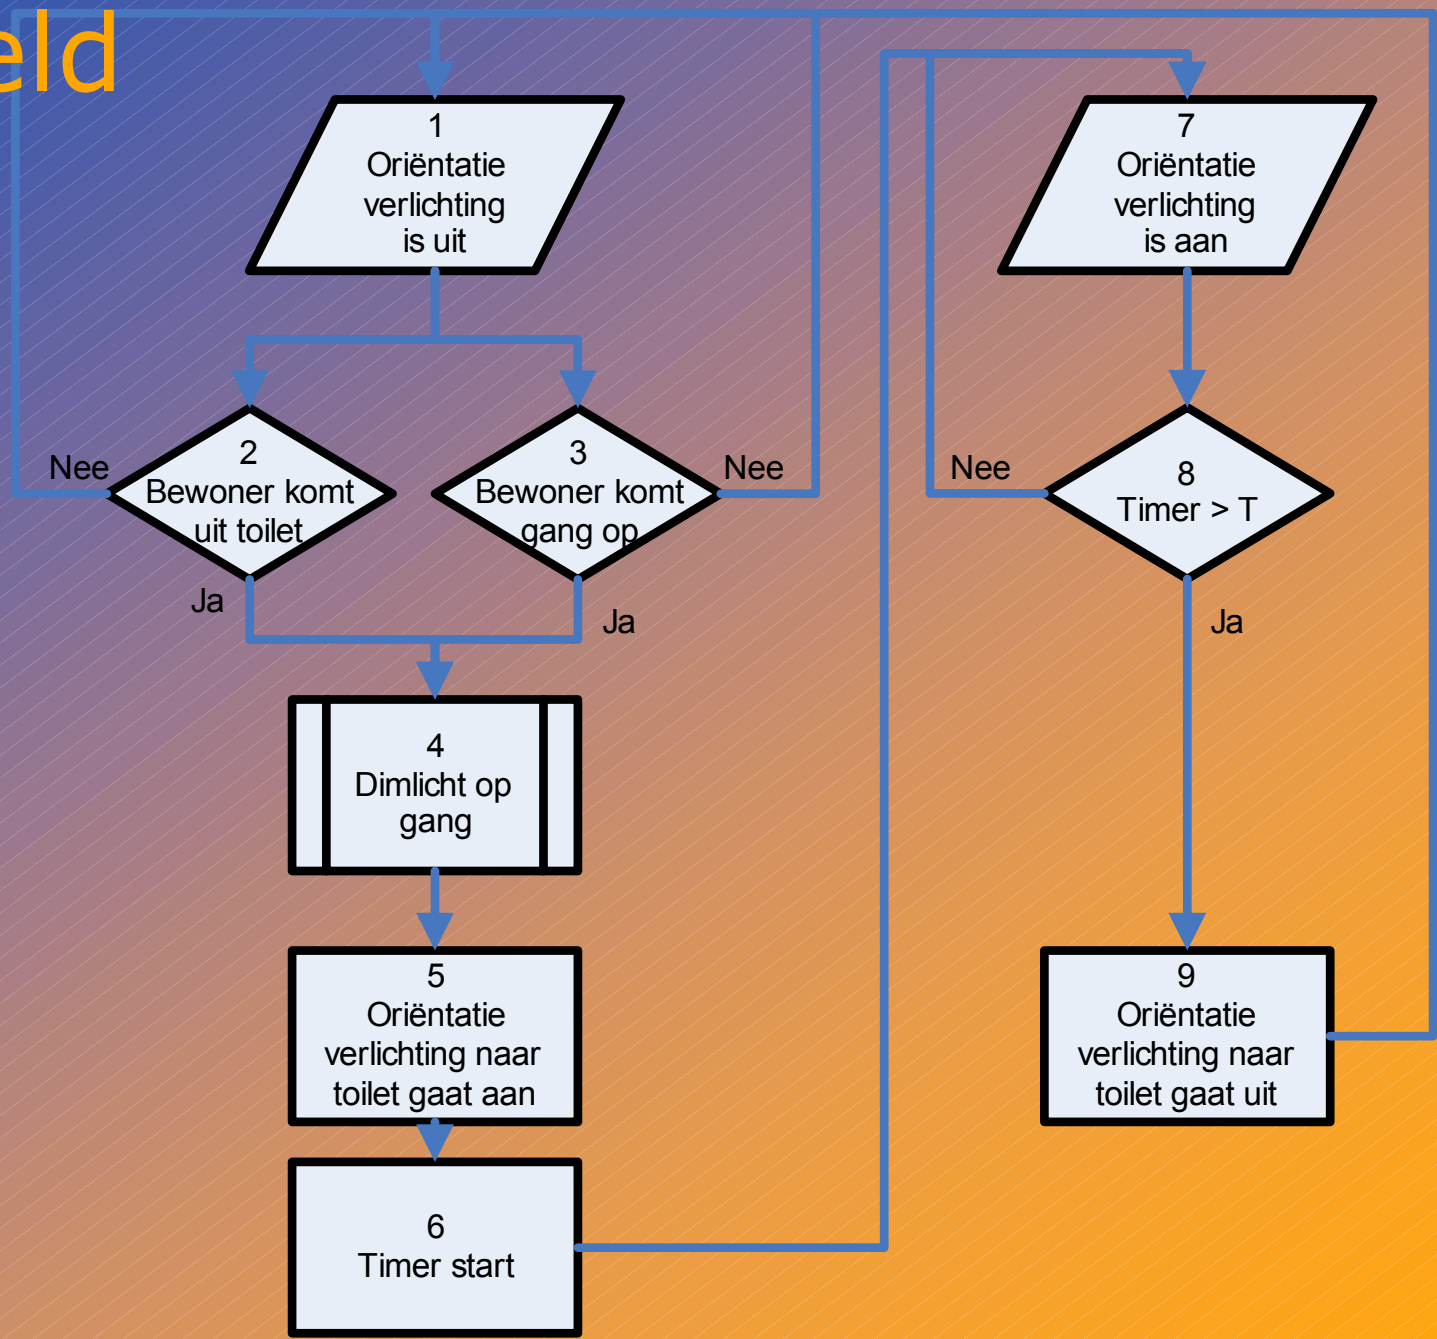 eld
1
Oriëntatie
verlichting
is uit
2
Bewoner komt
uit toilet
Nee
Ja
3
Bewoner komt
gang op
Nee
Ja
4
Dimlicht op
gang
5
Oriëntatie
verlichting naar
toilet gaat aan
6
Timer start
7
Oriëntatie
verlichting
is aan
8
Timer > T
Nee
Ja
9
Oriëntatie
verlichting naar
toilet gaat uit